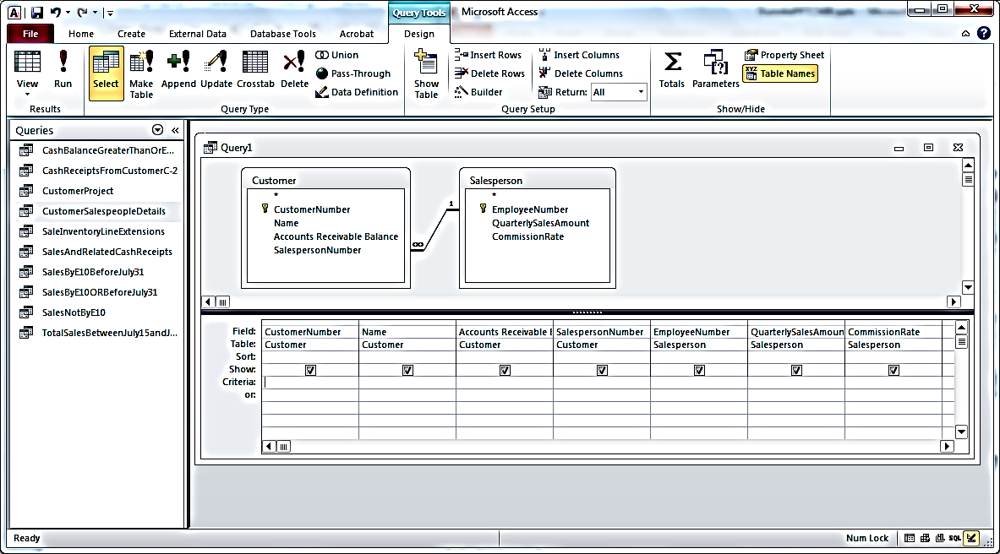 Query Tools Microsoft Access
File Home Create External Data Database Tools Acrobat Design
View Run Select Make Table Append Update Crosstab Delete
Union
Pass-Through
Data Definition
Show Table
Insert Rows
Delete Rows
Builder
Insert Columns
Delete Columns
Return: All
Totals Parameters
Property Sheet
Table Names
Results Query Type Query Setup Show/Hide
Queries
CashBalanceGreaterThanOrE...
CashReceiptsFromCustomerC-2
CustomerProject
CustomerSalespeopleDetails
SaleInventoryLineExtensions
SalesAndRelatedCashReceipts
SalesByE10BeforeJuly31
SalesByE10ORBeforeJuly31
SalesNotByE10
TotalSalesBetweenJuly15andJ...
Query1
Customer
*
CustomerNumber
Name
Accounts Receivable Balance
SalespersonNumber
∞ 1
Salesperson
*
EmployeeNumber
QuarterlySalesAmount
CommissionRate
Field: CustomerNumber Name Accounts Receivable B SalespersonNumber EmployeeNumber QuarterlySalesAmoun CommissionRate
Table: Customer Customer Customer Customer Salesperson Salesperson Salesperson
Sort:
Show:
Criteria:
or:
Ready Num Lock SQL